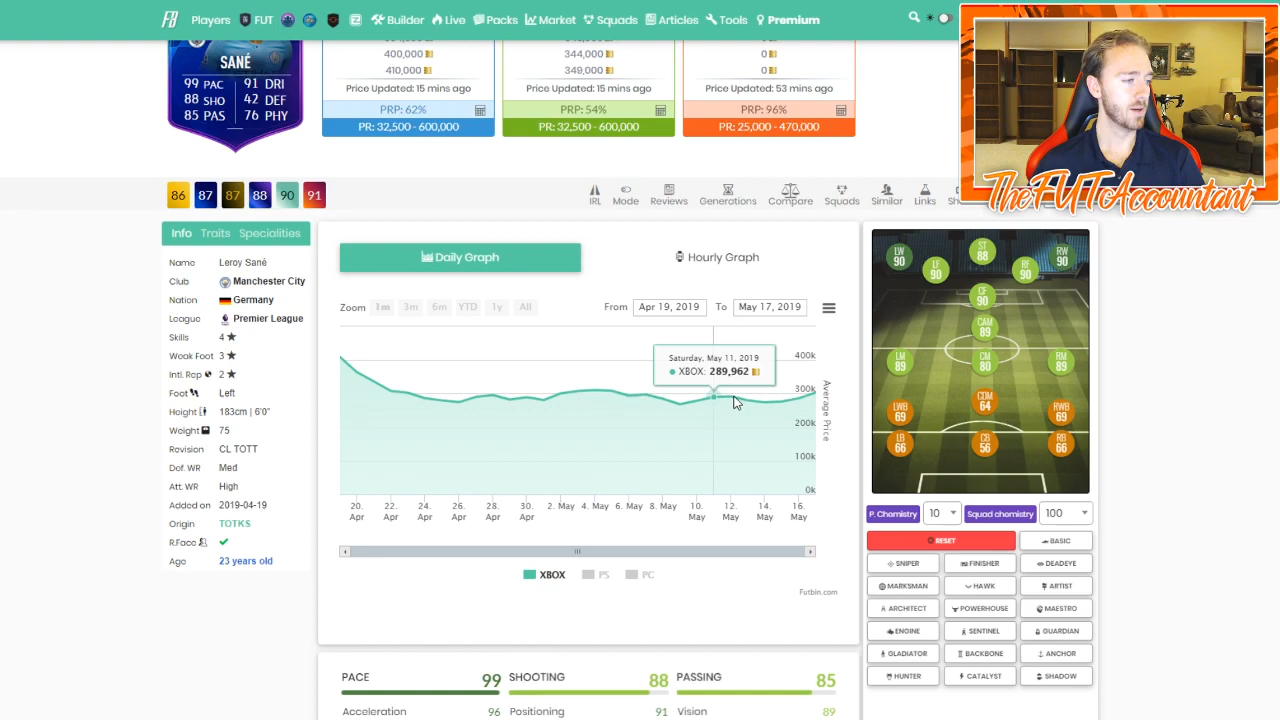 FB Players FUT Builder Live Packs Market Squads Articles Tools Premium
SANÉ
99 PAC 91 DRI
88 SHO 42 DEF
85 PAS 76 PHY
400,000
410,000
Price Updated: 15 mins ago
PRP: 62%
PR: 32,500 - 600,000
344,000
349,000
Price Updated: 15 mins ago
PRP: 54%
PR: 32,500 - 600,000
0
0
Price Updated: 53 mins ago
PRP: 96%
PR: 25,000 - 470,000
TheFUTAccountant
86 87 87 88 90 91
IRL Mode Reviews Generations Compare Squads Similar Links
Info Traits Specialities
Name Leroy Sané
Club Manchester City
Nation Germany
League Premier League
Skills 4
Weak Foot 3
Intl. Rep 2
Foot Left
Height 183cm | 6'0"
Weight 75
Revision CL TOTT
Def. WR Med
Att. WR High
Added on 2019-04-19
Origin TOTKS
R.Face
Age 23 years old
Daily Graph Hourly Graph
Zoom 1m 3m 6m YTD 1y All From Apr 19, 2019 To May 17, 2019
Saturday, May 11, 2019
XBOX: 289,962
400k
300k
200k
100k
0k
Average Price
20. Apr 22. Apr 24. Apr 26. Apr 28. Apr 30. Apr 2. May 4. May 6. May 8. May 10. May 12. May 14. May 16. May
XBOX PS PC
Futbin.com
LW 90
ST 88
RW 90
LF 90
RF 90
CF 90
CAM 89
LM 89
CM 80
RM 89
CDM 64
LWB 69
RWB 69
LB 66
CB 56
RB 66
P. Chemistry 10 Squad chemistry 100
RESET BASIC
SNIPER FINISHER DEADEYE
MARKSMAN HAWK ARTIST
ARCHITECT POWERHOUSE MAESTRO
ENGINE SENTINEL GUARDIAN
GLADIATOR BACKBONE ANCHOR
HUNTER CATALYST SHADOW
PACE 99 SHOOTING 88 PASSING 85
Acceleration 96 Positioning 91 Vision 89